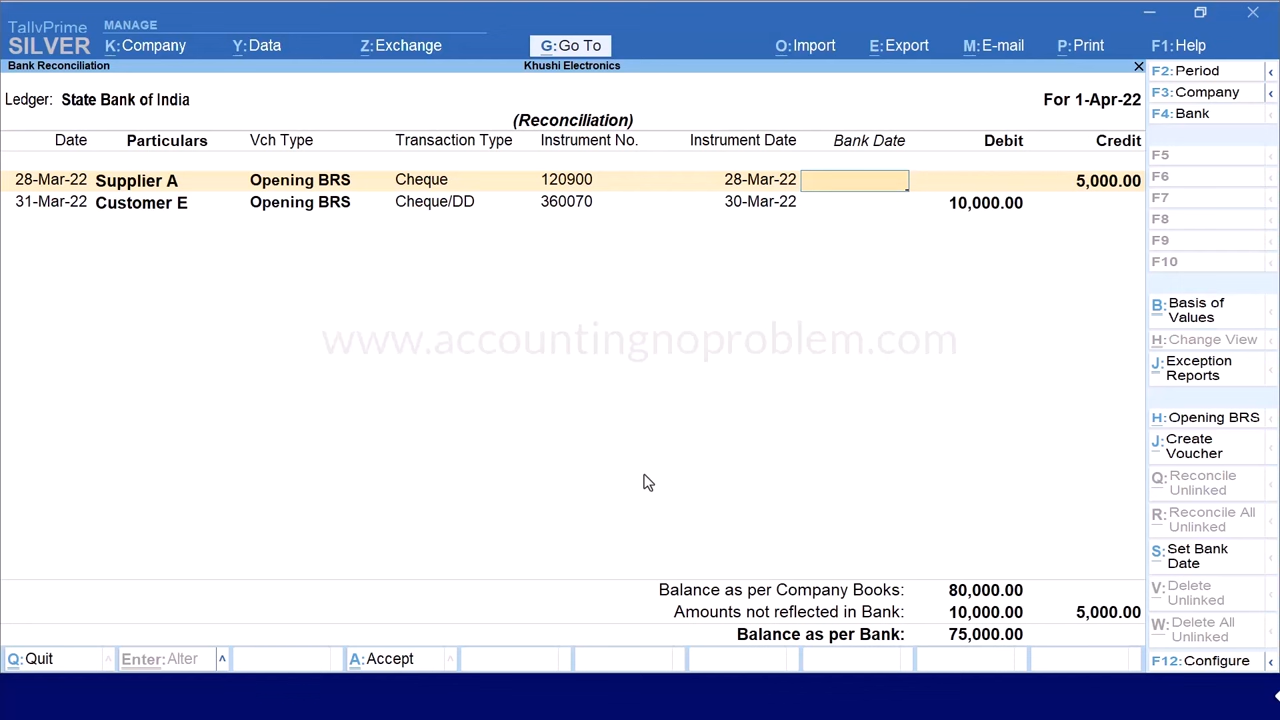 TallyPrime MANAGE
SILVER K:Company Y:Data Z:Exchange G:Go To O:Import E:Export M:E-mail P:Print F1:Help
Bank Reconciliation Khushi Electronics
Ledger: State Bank of India For 1-Apr-22
(Reconciliation)
Date Particulars Vch Type Transaction Type Instrument No. Instrument Date Bank Date Debit Credit
28-Mar-22 Supplier A Opening BRS Cheque 120900 28-Mar-22 5,000.00
31-Mar-22 Customer E Opening BRS Cheque/DD 360070 30-Mar-22 10,000.00
www.accountingnoproblem.com
Balance as per Company Books: 80,000.00
Amounts not reflected in Bank: 10,000.00 5,000.00
Balance as per Bank: 75,000.00
Q:Quit Enter:Alter A:Accept
F2:Period
F3:Company
F4:Bank
F5
F6
F7
F8
F9
F10
B:Basis of
Values
H:Change View
J:Exception
Reports
H:Opening BRS
J:Create
Voucher
Q:Reconcile
Unlinked
R:Reconcile All
Unlinked
S:Set Bank
Date
V:Delete
Unlinked
W:Delete All
Unlinked
F12:Configure